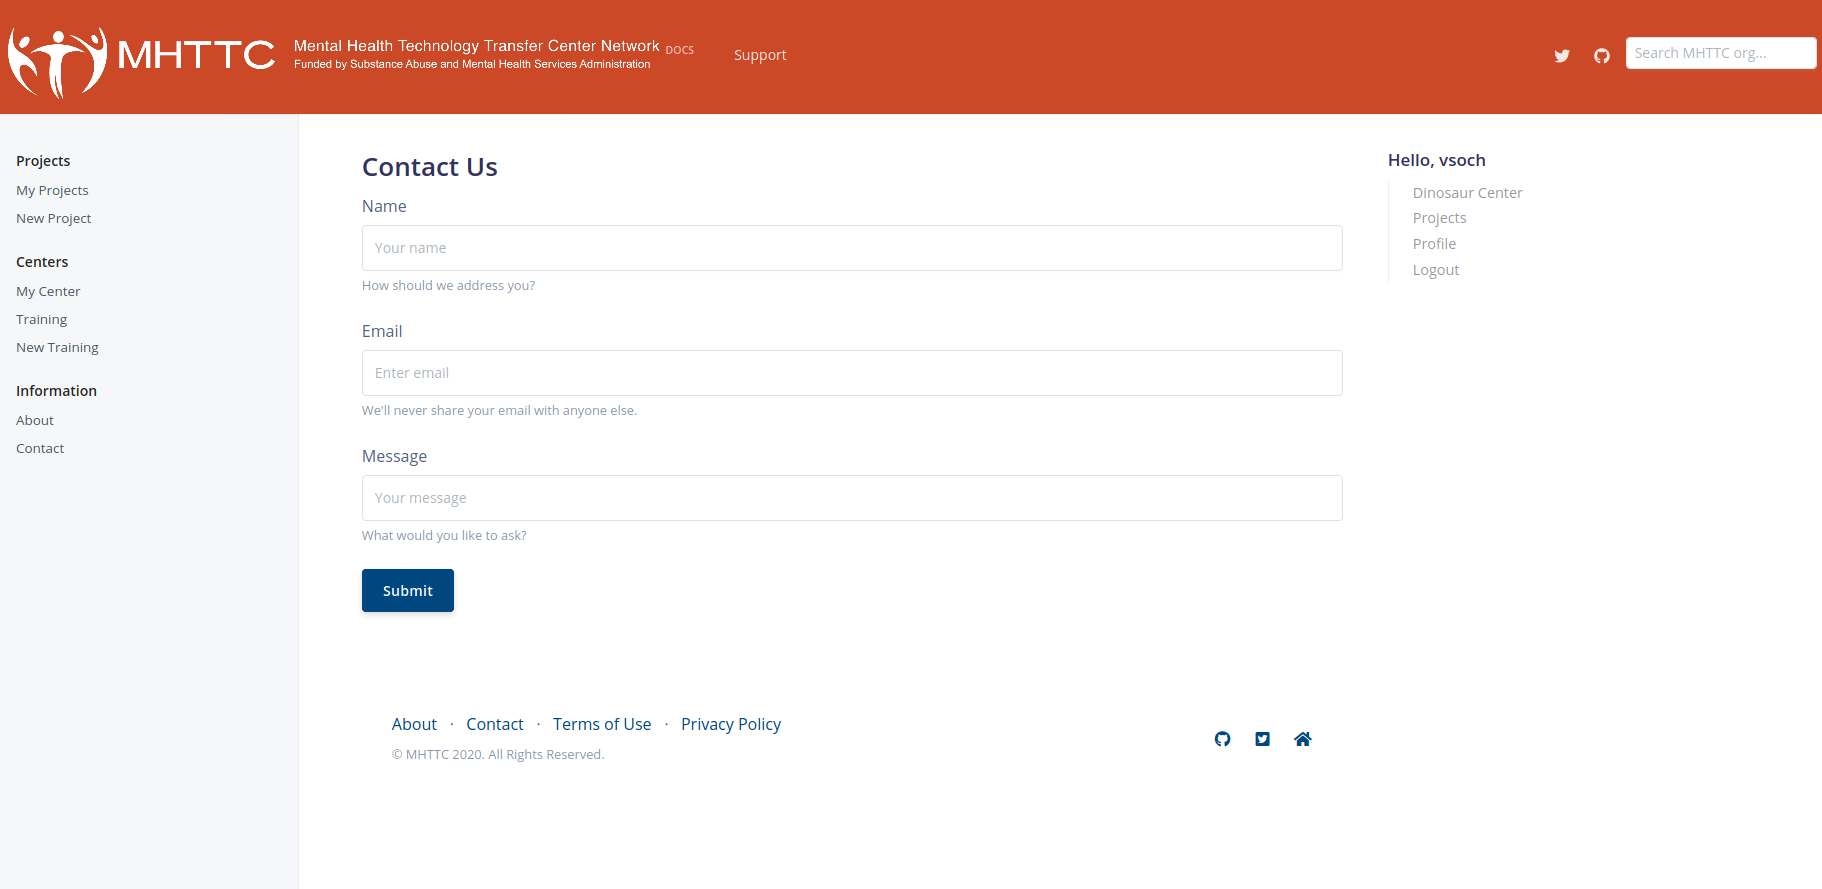 MHTTC
Mental Health Technology Transfer Center Network DOCS
Funded by Substance Abuse and Mental Health Services Administration
Support
Search MHTTC org...
Projects
My Projects
New Project
Centers
My Center
Training
New Training
Information
About
Contact
Contact Us
Name
Your name
How should we address you?
Email
Enter email
We'll never share your email with anyone else.
Message
Your message
What would you like to ask?
Submit
Hello, vsoch
Dinosaur Center
Projects
Profile
Logout
About · Contact · Terms of Use · Privacy Policy
© MHTTC 2020. All Rights Reserved.